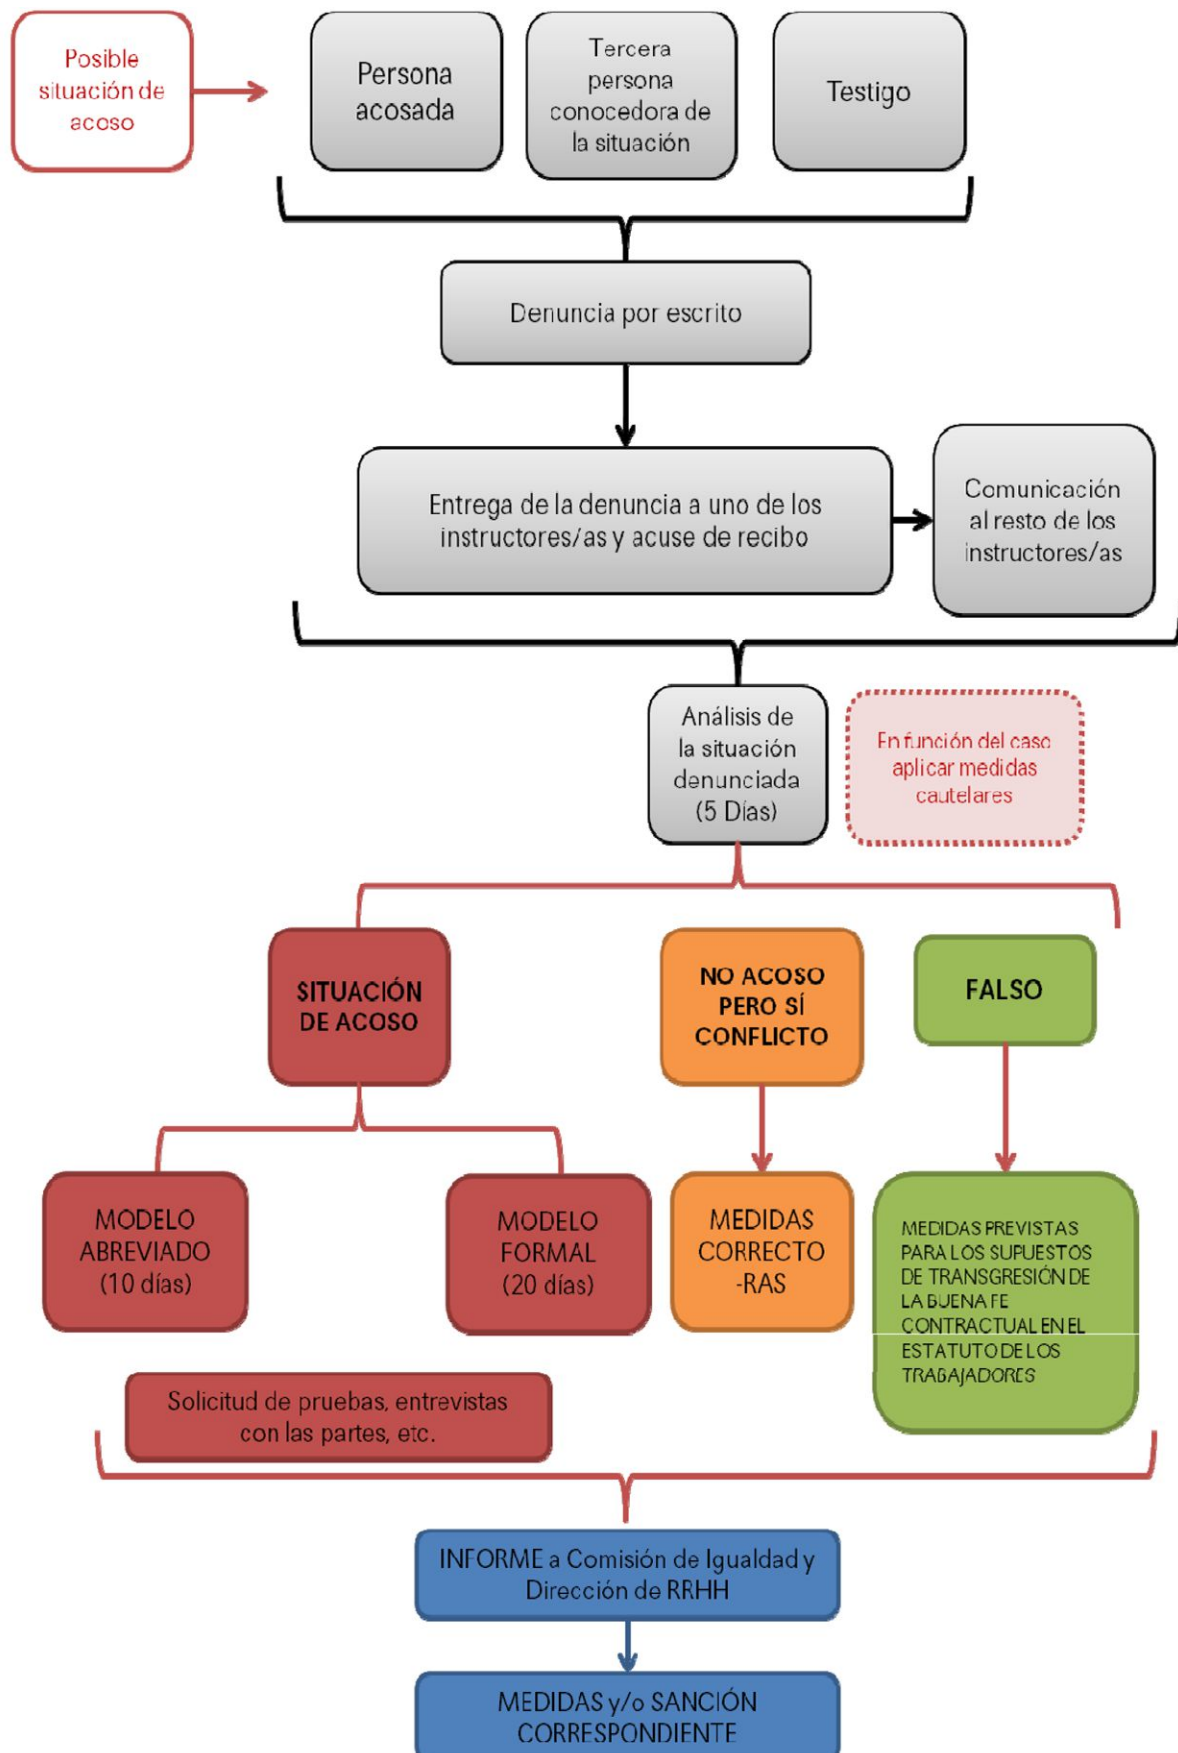 Posible
situación de
acoso
Persona
acosada
Tercera
persona
conocedora de
la situación
Testigo
Denuncia por escrito
Entrega de la denuncia a uno de los
instructores/as y acuse de recibo
Comunicación
al resto de los
instructores/as
Análisis de
la situación
denunciada
(5 Días)
En función del caso
aplicar medidas
cautelares
SITUACIÓN
DE ACOSO
NO ACOSO
PERO SÍ
CONFLICTO
FALSO
MODELO
ABREVIADO
(10 días)
MODELO
FORMAL
(20 días)
MEDIDAS
CORRECTO
-RAS
MEDIDAS PREVISTAS
PARA LOS SUPUESTOS
DE TRANSGRESIÓN DE
LA BUENA FE
CONTRACTUAL EN EL
ESTATUTO DE LOS
TRABAJADORES
Solicitud de pruebas, entrevistas
con las partes, etc.
INFORME a Comisión de Igualdad y
Dirección de RRHH
MEDIDAS y/o SANCIÓN
CORRESPONDIENTE